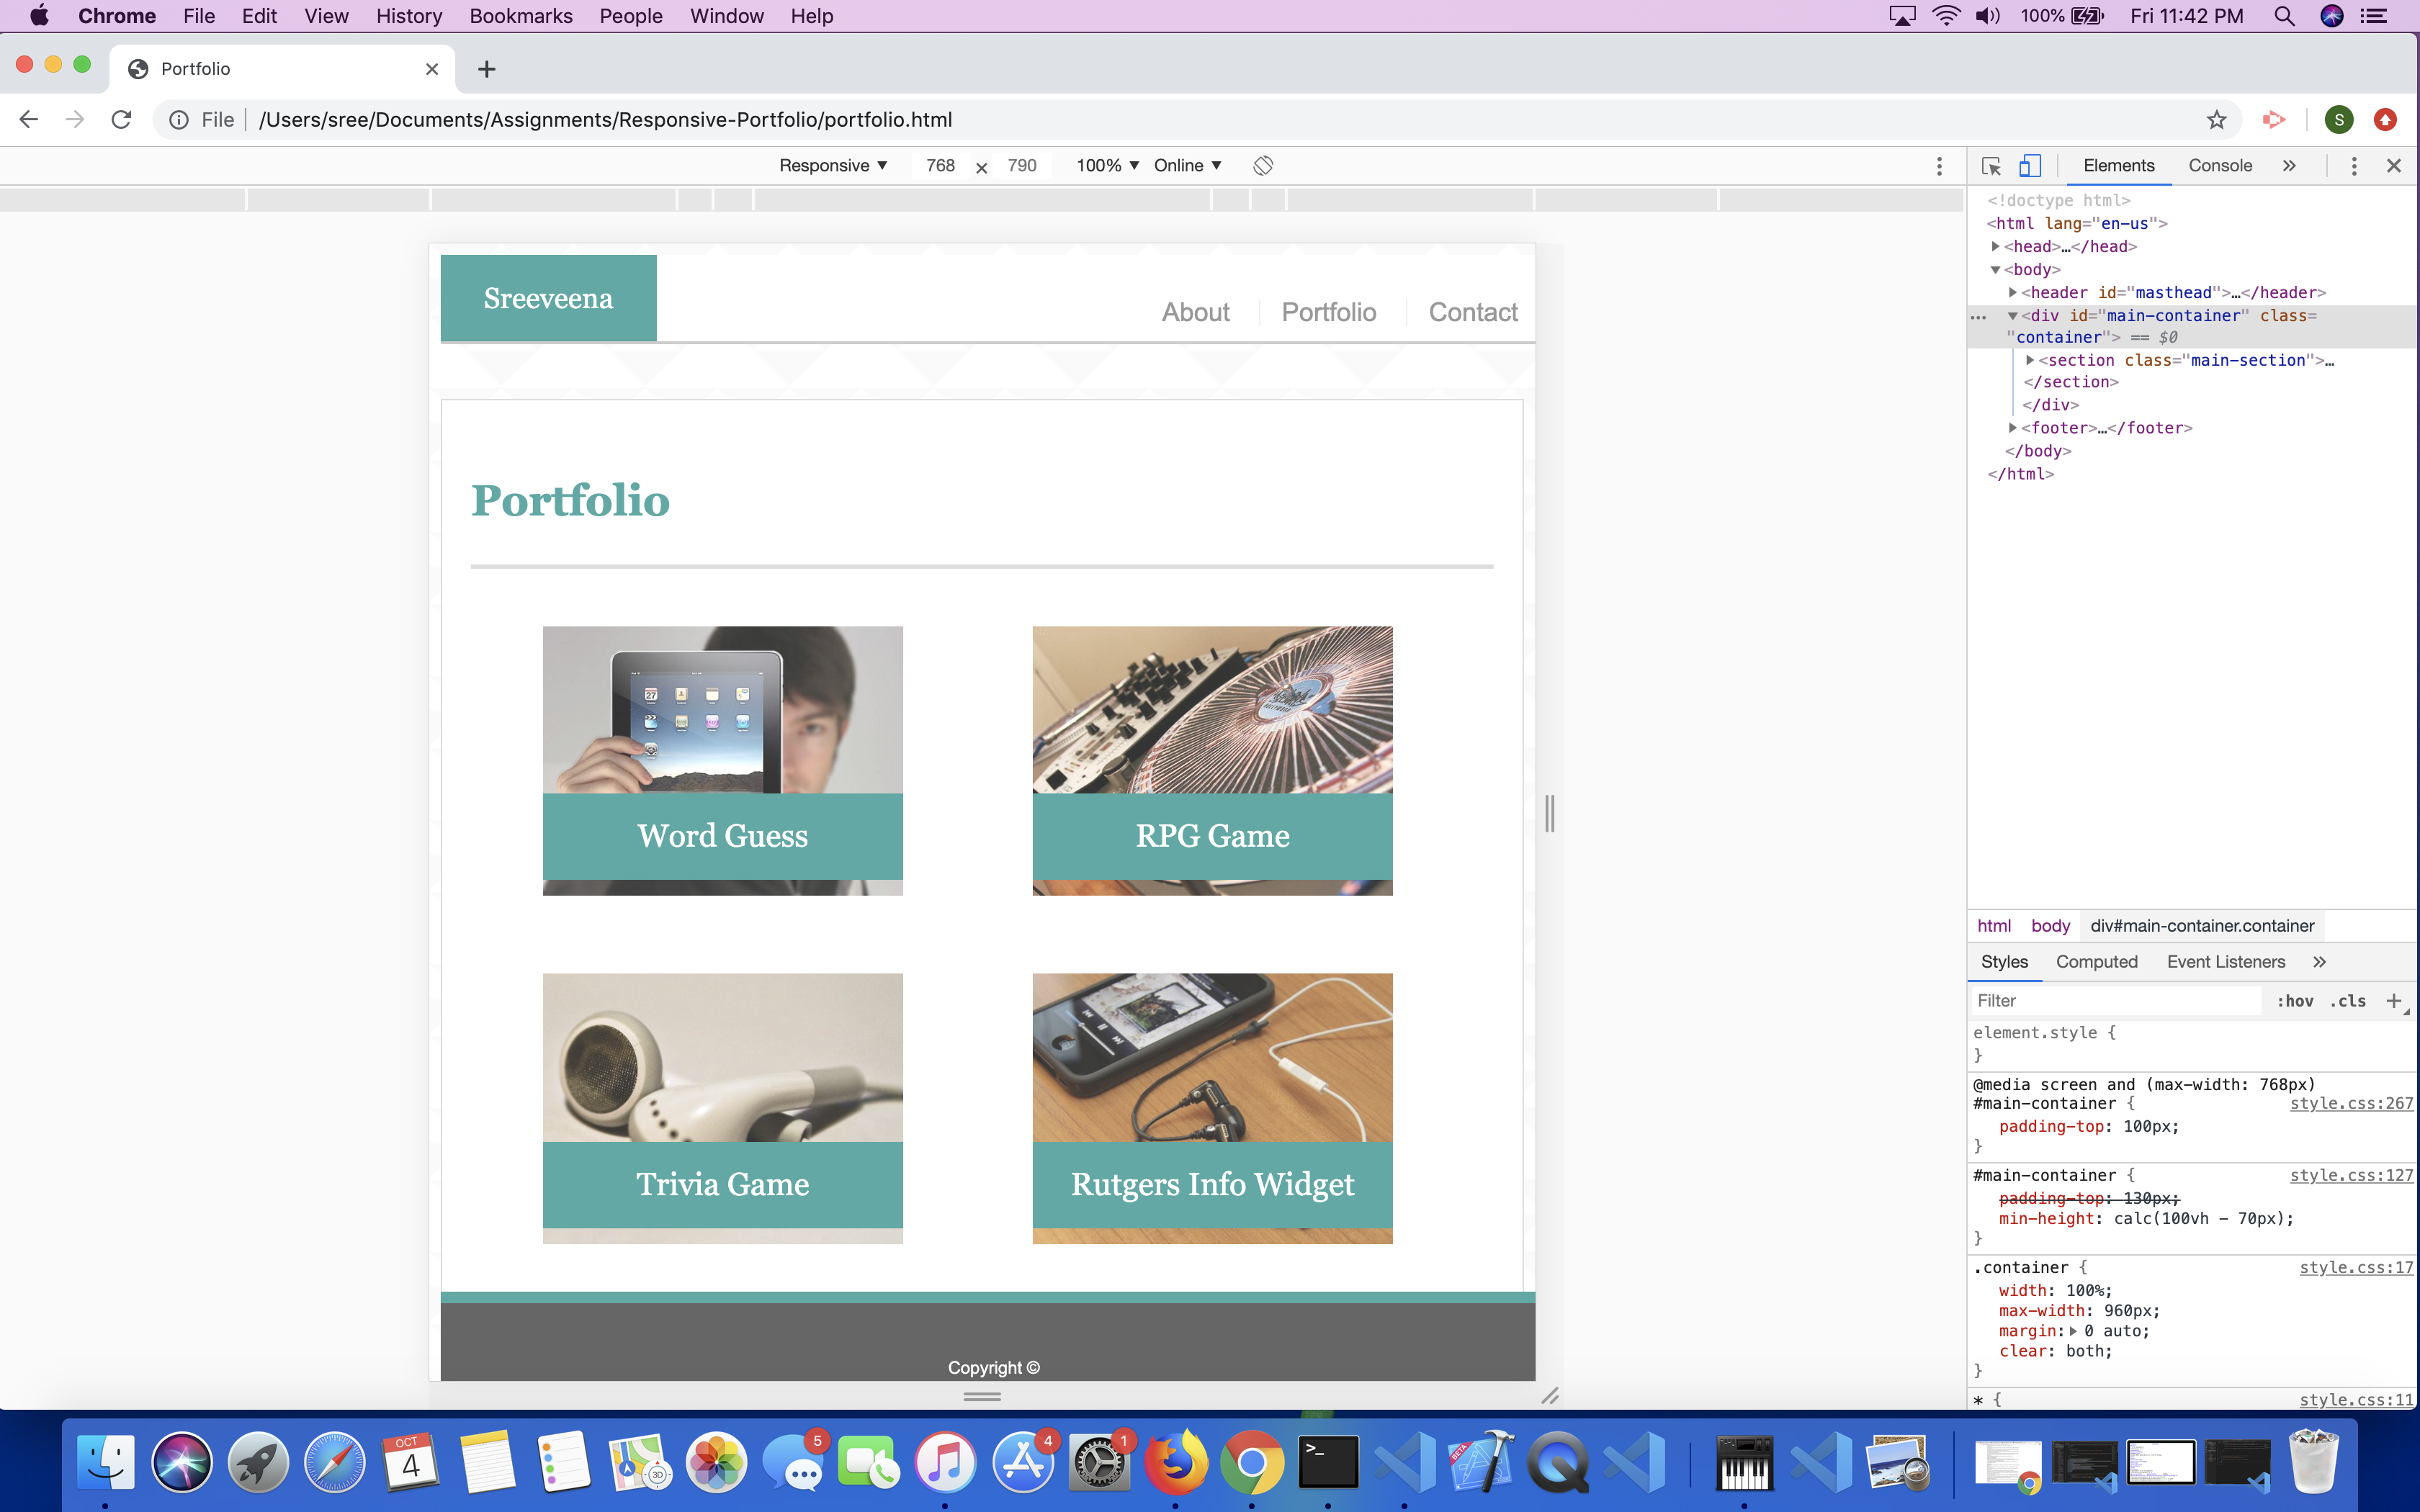 Chrome File Edit View History Bookmarks People Window Help 100% Fri 11:42 PM
Portfolio
File /Users/sree/Documents/Assignments/Responsive-Portfolio/portfolio.html S
Responsive ▼ 768 × 790 100% ▼ Online ▼
Elements Console »
<!doctype html>
<html lang="en-us">
<head>…</head>
<body>
<header id="masthead">…</header>
<div id="main-container" class=
"container"> == $0
<section class="main-section">…
</section>
</div>
<footer>…</footer>
</body>
</html>
Sreeveena
About Portfolio Contact
Portfolio
Word Guess
RPG Game
Trivia Game
Rutgers Info Widget
Copyright ©
html body div#main-container.container
Styles Computed Event Listeners »
Filter :hov .cls +
element.style {
}
@media screen and (max-width: 768px)
#main-container { style.css:267
padding-top: 100px;
}
#main-container { style.css:127
padding-top: 130px;
min-height: calc(100vh - 70px);
}
.container { style.css:17
width: 100%;
max-width: 960px;
margin: 0 auto;
clear: both;
}
* { style.css:11
OCT
4
3D
5
4
1
>_
BETA